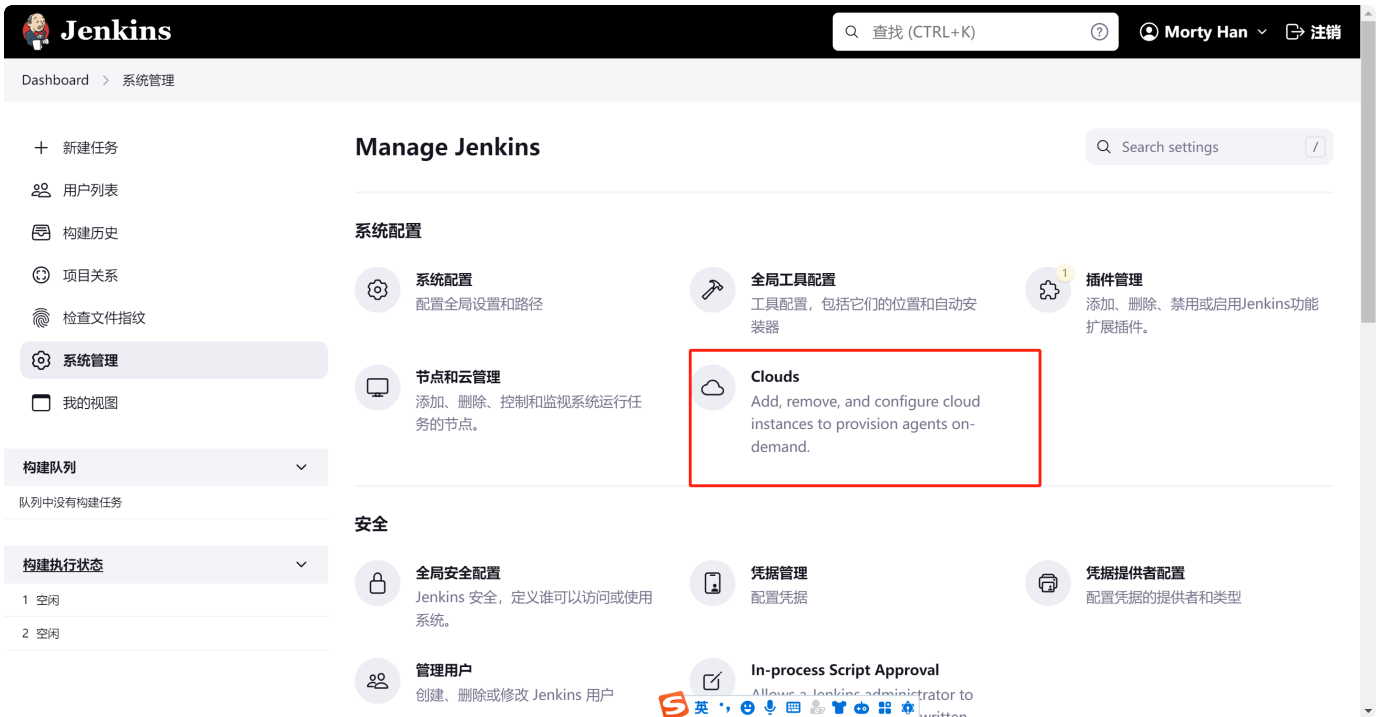 Jenkins
查找 (CTRL+K)
Morty Han
注销
Dashboard
系统管理
新建任务
用户列表
构建历史
项目关系
检查文件指纹
系统管理
我的视图
构建队列
队列中没有构建任务
构建执行状态
1 空闲
2 空闲
Manage Jenkins
Search settings
/
系统配置
系统配置
配置全局设置和路径
全局工具配置
工具配置，包括它们的位置和自动安
装器
1
插件管理
添加、删除、禁用或启用Jenkins功能
扩展插件。
节点和云管理
添加、删除、控制和监视系统运行任
务的节点。
Clouds
Add, remove, and configure cloud
instances to provision agents on-
demand.
安全
全局安全配置
Jenkins 安全，定义谁可以访问或使用
系统。
凭据管理
配置凭据
凭据提供者配置
配置凭据的提供者和类型
管理用户
创建、删除或修改 Jenkins 用户
In-process Script Approval
Allows a Jenkins administrator to
written
英